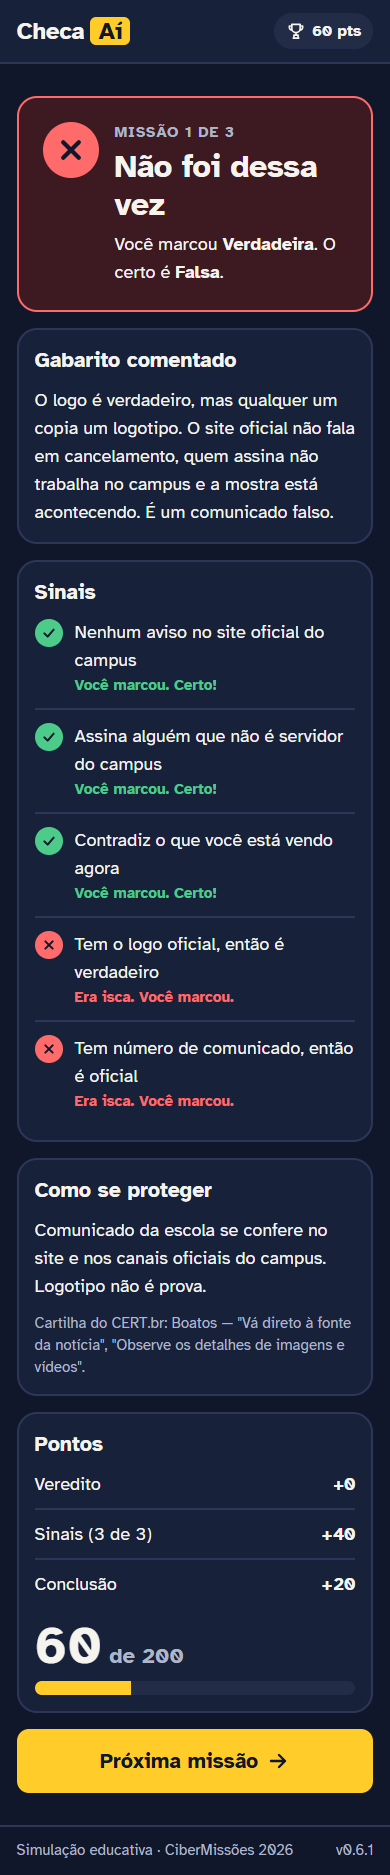 Checa Aí
60 pts
MISSÃO 1 DE 3
Não foi dessa
vez
Você marcou Verdadeira. O
certo é Falsa.
Gabarito comentado
O logo é verdadeiro, mas qualquer um
copia um logotipo. O site oficial não fala
em cancelamento, quem assina não
trabalha no campus e a mostra está
acontecendo. É um comunicado falso.
Sinais
Nenhum aviso no site oficial do
campus
Você marcou. Certo!
Assina alguém que não é servidor
do campus
Você marcou. Certo!
Contradiz o que você está vendo
agora
Você marcou. Certo!
Tem o logo oficial, então é
verdadeiro
Era isca. Você marcou.
Tem número de comunicado, então
é oficial
Era isca. Você marcou.
Como se proteger
Comunicado da escola se confere no
site e nos canais oficiais do campus.
Logotipo não é prova.
Cartilha do CERT.br: Boatos — "Vá direto à fonte
da notícia", "Observe os detalhes de imagens e
vídeos".
Pontos
Veredito +0
Sinais (3 de 3) +40
Conclusão +20
60 de 200
Próxima missão →
Simulação educativa · CiberMissões 2026 v0.6.1